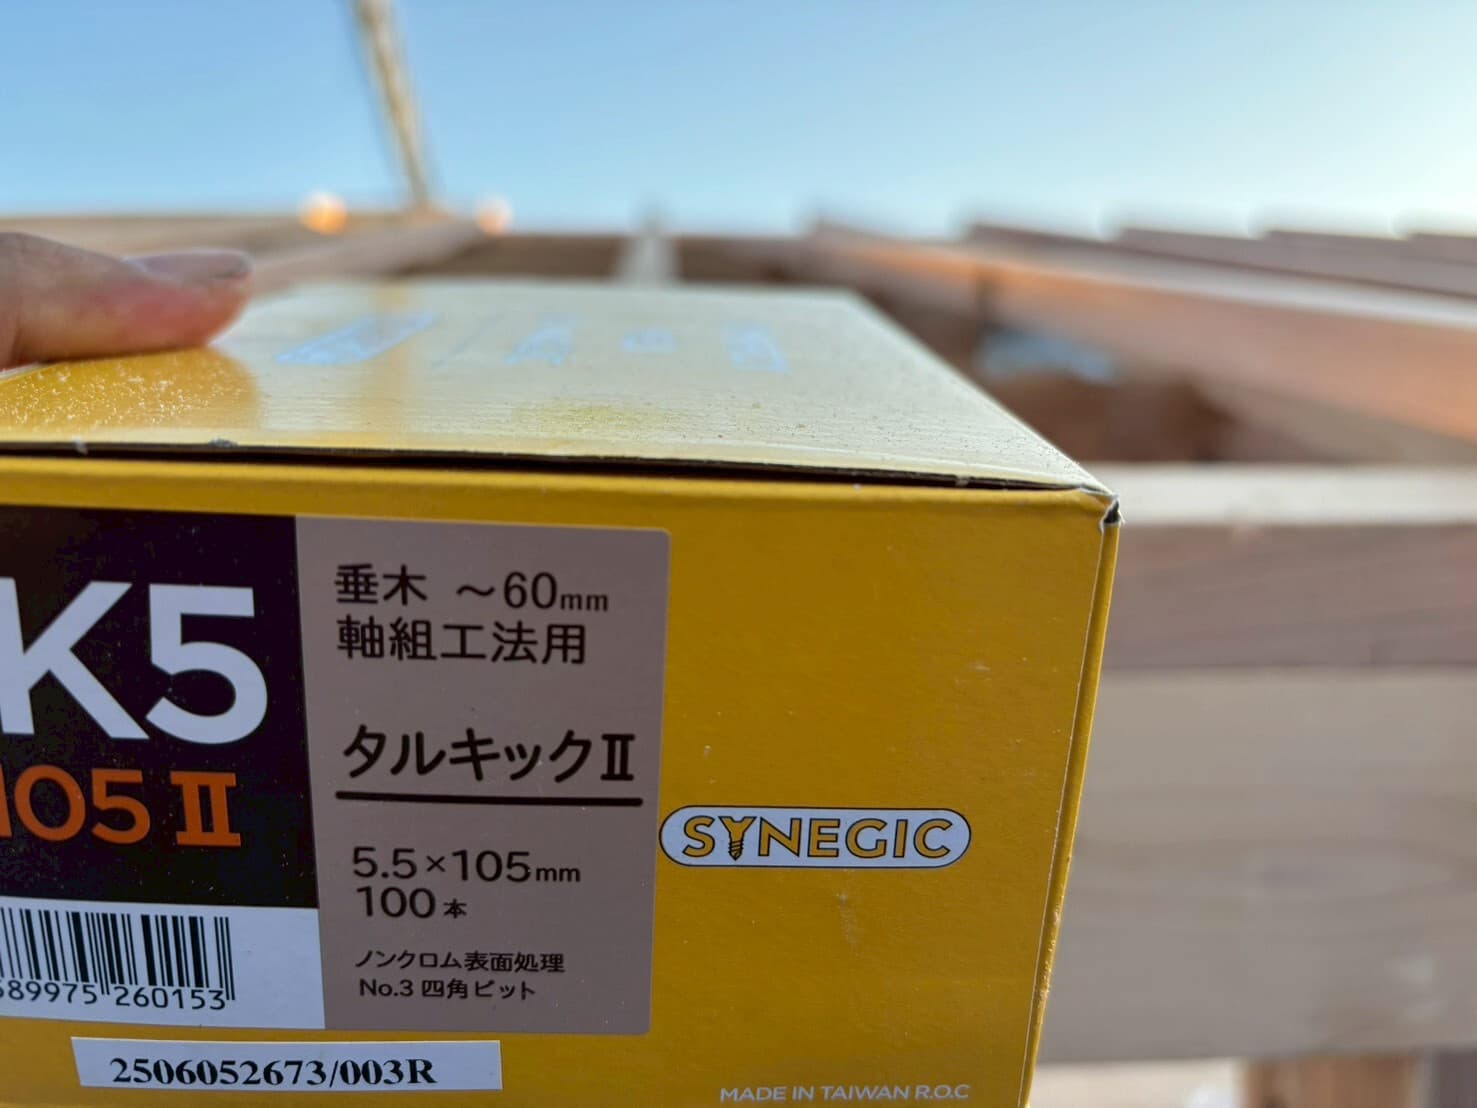 K5
105 II
垂木 ～60mm
軸組工法用
タルキックII
5.5×105mm
100本
ノンクロム表面処理
No.3 四角ビット
SYNEGIC
589975 260153
2506052673/003R
MADE IN TAIWAN R.O.C